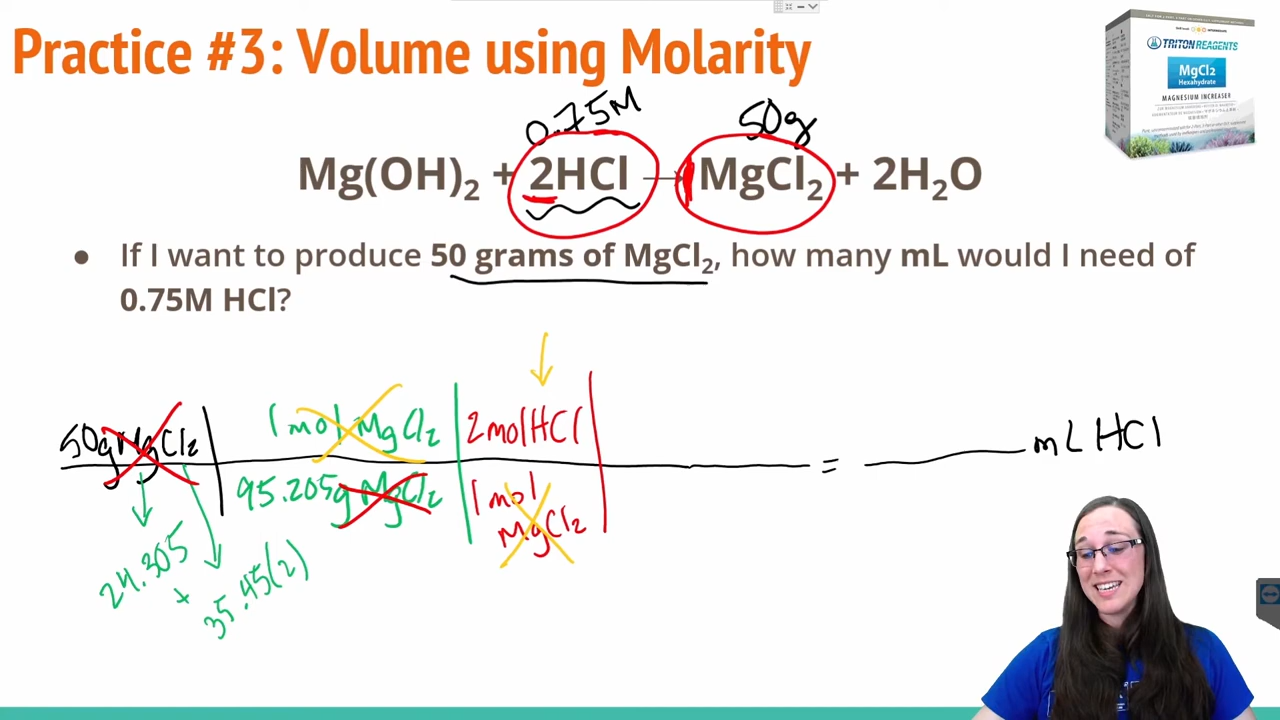 Practice #3: Volume using Molarity
TRITON REAGENTS
MgCl2
Hexahydrate
MAGNESIUM INCREASER
0.75M
50g
Mg(OH)₂ + 2HCl → 1 MgCl₂ + 2H₂O
● If I want to produce 50 grams of MgCl₂, how many mL would I need of
0.75M HCl?
50g MgCl₂ | 1 mol MgCl₂ | 2 mol HCl | = ____ mL HCl
95.205g MgCl₂ | 1 mol
MgCl₂
24.305
+
35.45(2)